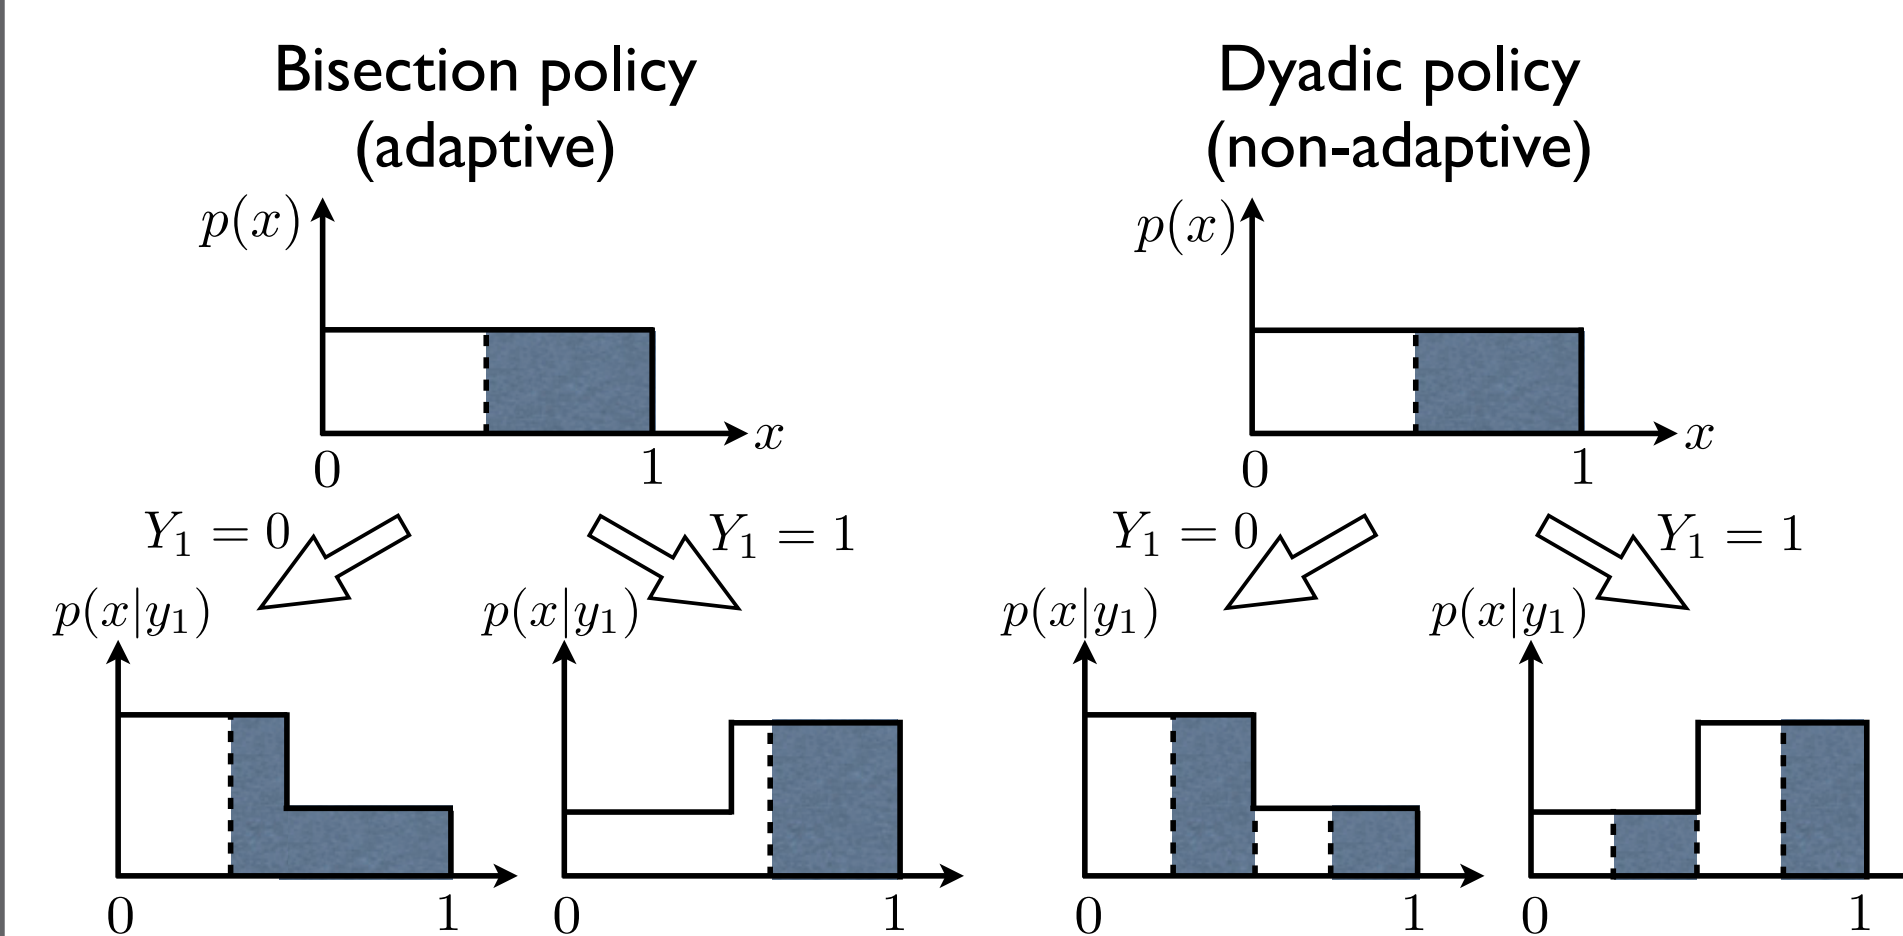 Bisection policy
(adaptive)
p(x)
x
0
1
Y₁ = 0
Y₁ = 1
p(x|y₁)
p(x|y₁)
0
1
0
1
Dyadic policy
(non-adaptive)
p(x)
x
0
1
Y₁ = 0
Y₁ = 1
p(x|y₁)
p(x|y₁)
0
1
0
1